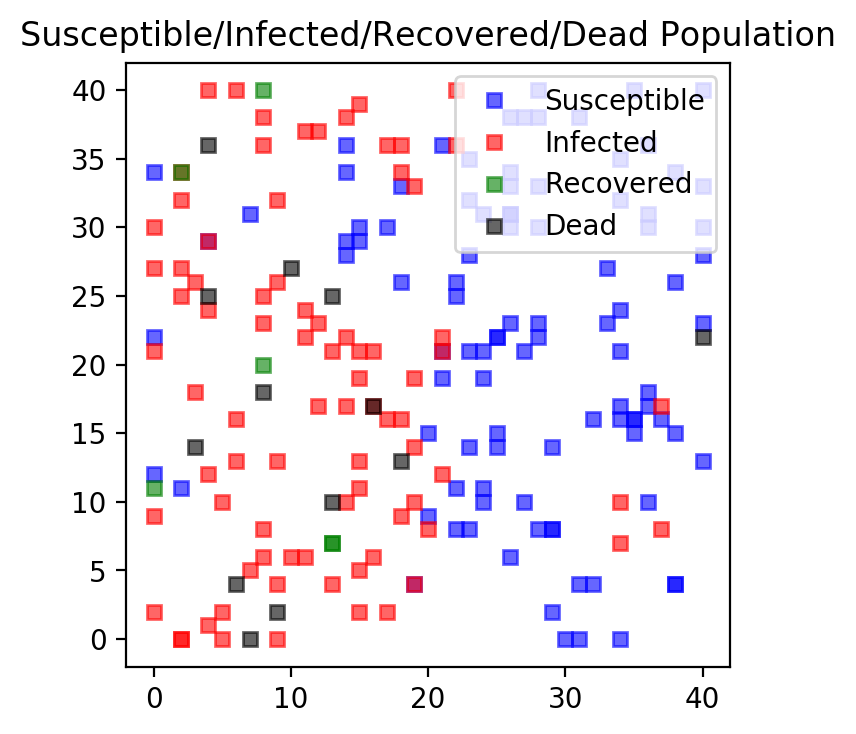 Susceptible/Infected/Recovered/Dead Population
40
35
30
25
20
15
10
5
0
Susceptible
Infected
Recovered
Dead
0 10 20 30 40